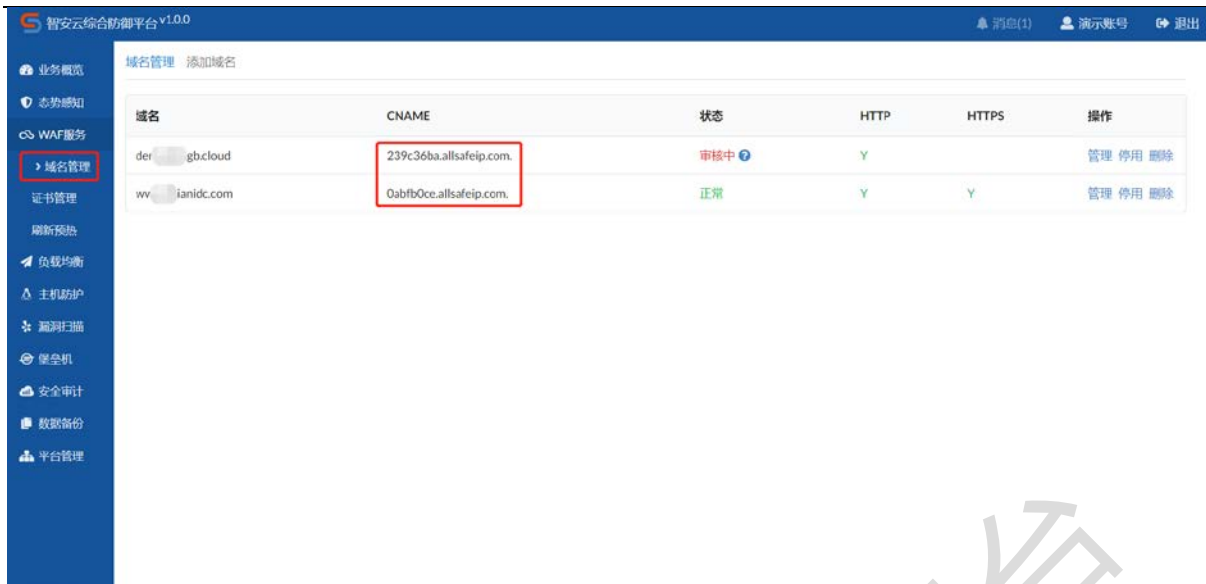 智安云综合防御平台 v1.0.0
消息(1) 演示账号 退出
业务概览
态势感知
WAF服务
域名管理
证书管理
刷新预热
负载均衡
主机防护
漏洞扫描
堡垒机
安全审计
数据备份
平台管理
域名管理 添加域名
域名 CNAME 状态 HTTP HTTPS 操作
der gb.cloud 239c36ba.allsafeip.com. 审核中 Y 管理 停用 删除
wv ianidc.com 0abfb0ce.allsafeip.com. 正常 Y Y 管理 停用 删除